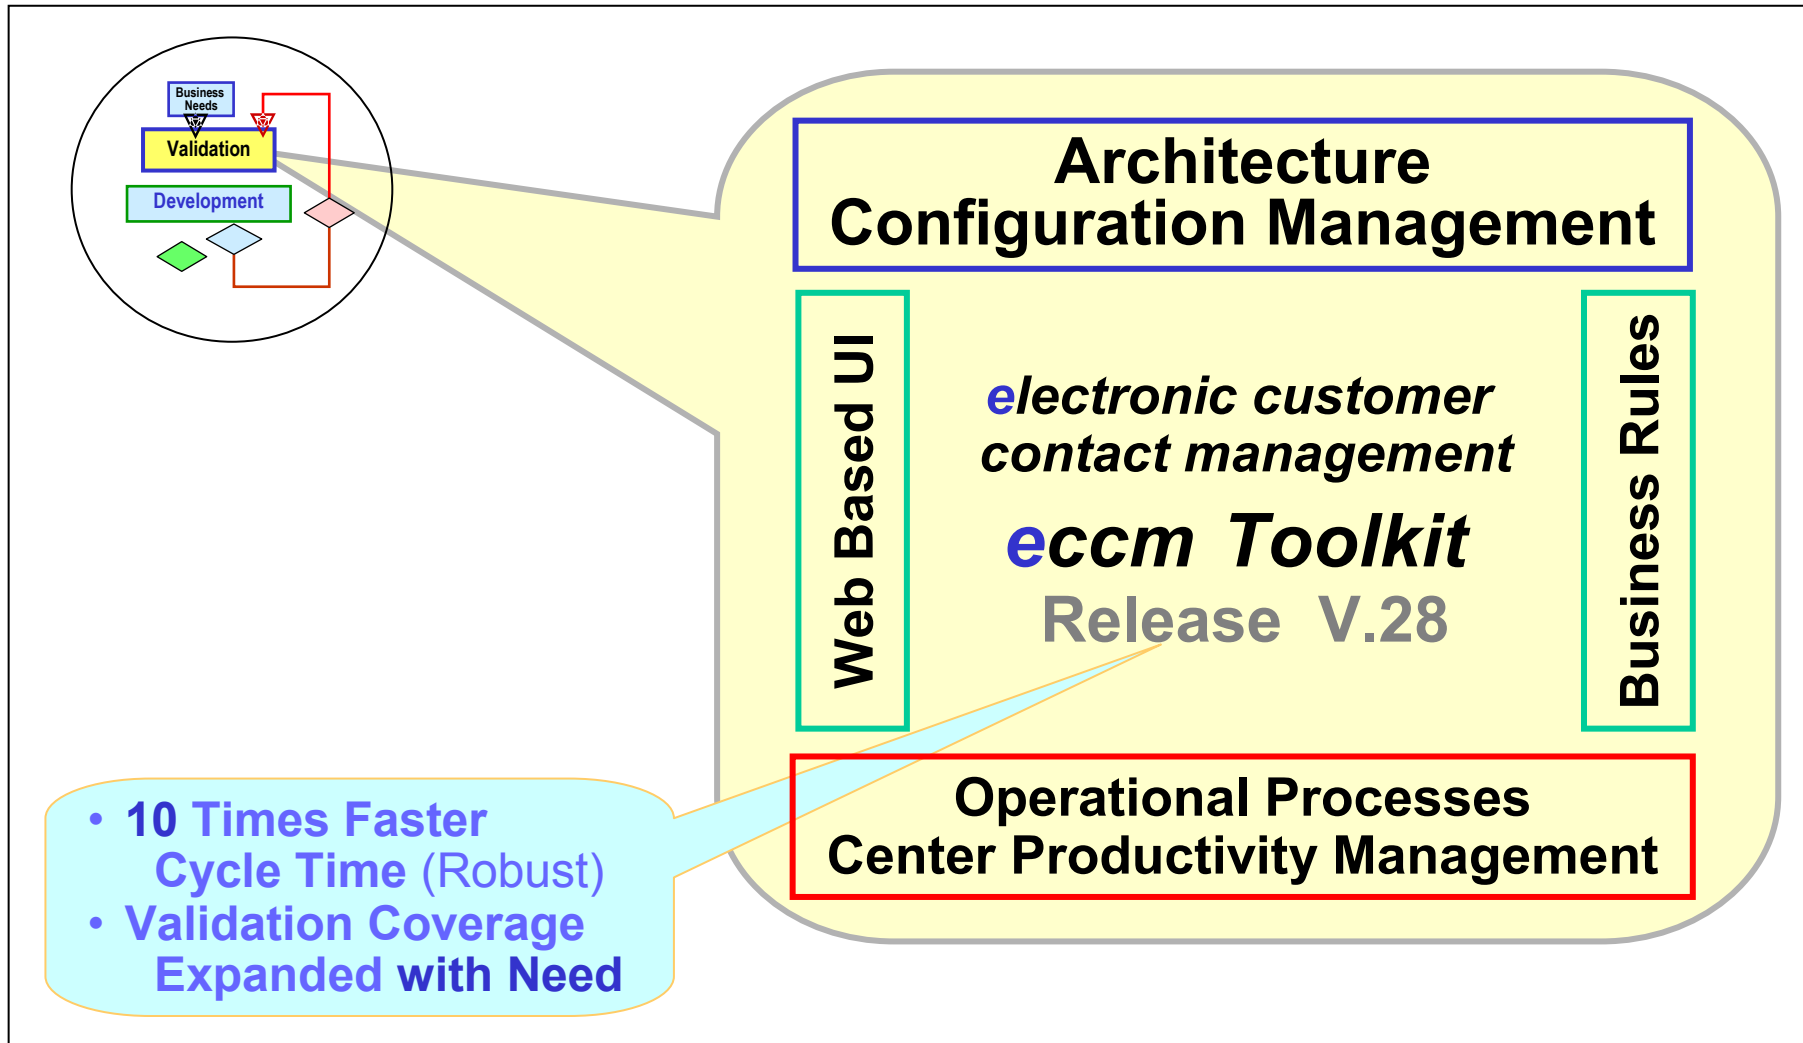 Business
Needs
Validation
Development
Architecture
Configuration Management
Web Based UI
electronic customer
contact management
eccm Toolkit
Release V.28
Business Rules
Operational Processes
Center Productivity Management
• 10 Times Faster
Cycle Time (Robust)
• Validation Coverage
Expanded with Need